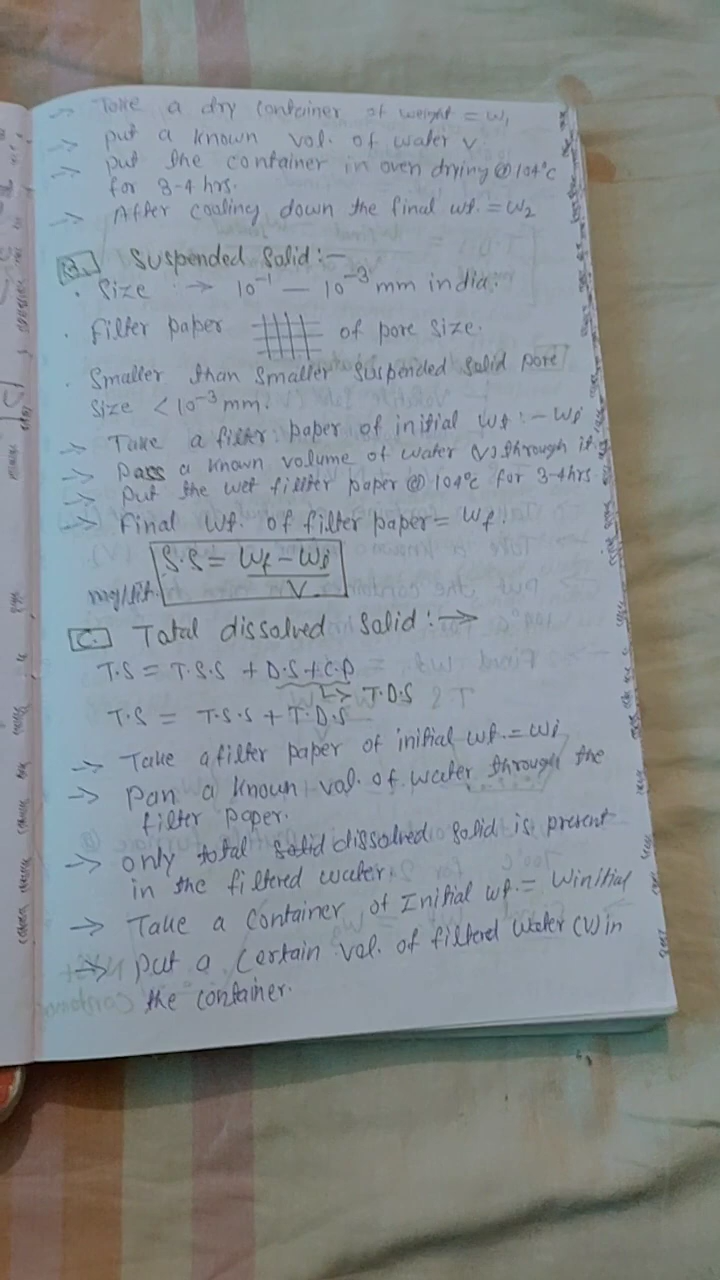 → Take a dry container of weight = W₁
→ put a known vol. of water V
→ put the container in oven drying @ 104°C
for 3-4 hrs.
→ After cooling down the final wt. = W₂
B. Suspended Solid :-
· Size → 10⁻¹ — 10⁻³ mm in dia.
· Filter paper of pore size.
· Smaller than smaller suspended solid pore
size < 10⁻³ mm.
→ Take a filter paper of initial wt :- Wi
→ Pass a known volume of water (V) through it
→ Put the wet fillter paper @ 104°C for 3-4hrs.
→ Final wt. of filter paper = Wf.
S.S = Wf - Wi
mg/lit. V
C. Total dissolved Solid :→
T.S = T.S.S + D.S + C.P
↳ T.D.S
T.S = T.S.S + T.D.S
→ Take a filter paper of initial wt. = Wi
→ Pan a known vol. of water through the
filter paper.
→ only total solid dissolved solid is present
in the filtered water.
→ Take a container of Initial wt. = Winitial
→ Put a certain vol. of filterd water (V) in
the container.